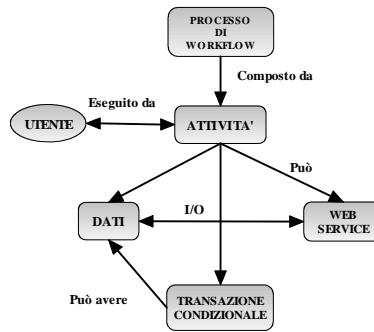 PROCESSO
DI
WORKFLOW
Composto da
Eseguito da
UTENTE
ATTIVITA'
Può
I/O
DATI
WEB
SERVICE
Può avere
TRANSAZIONE
CONDIZIONALE